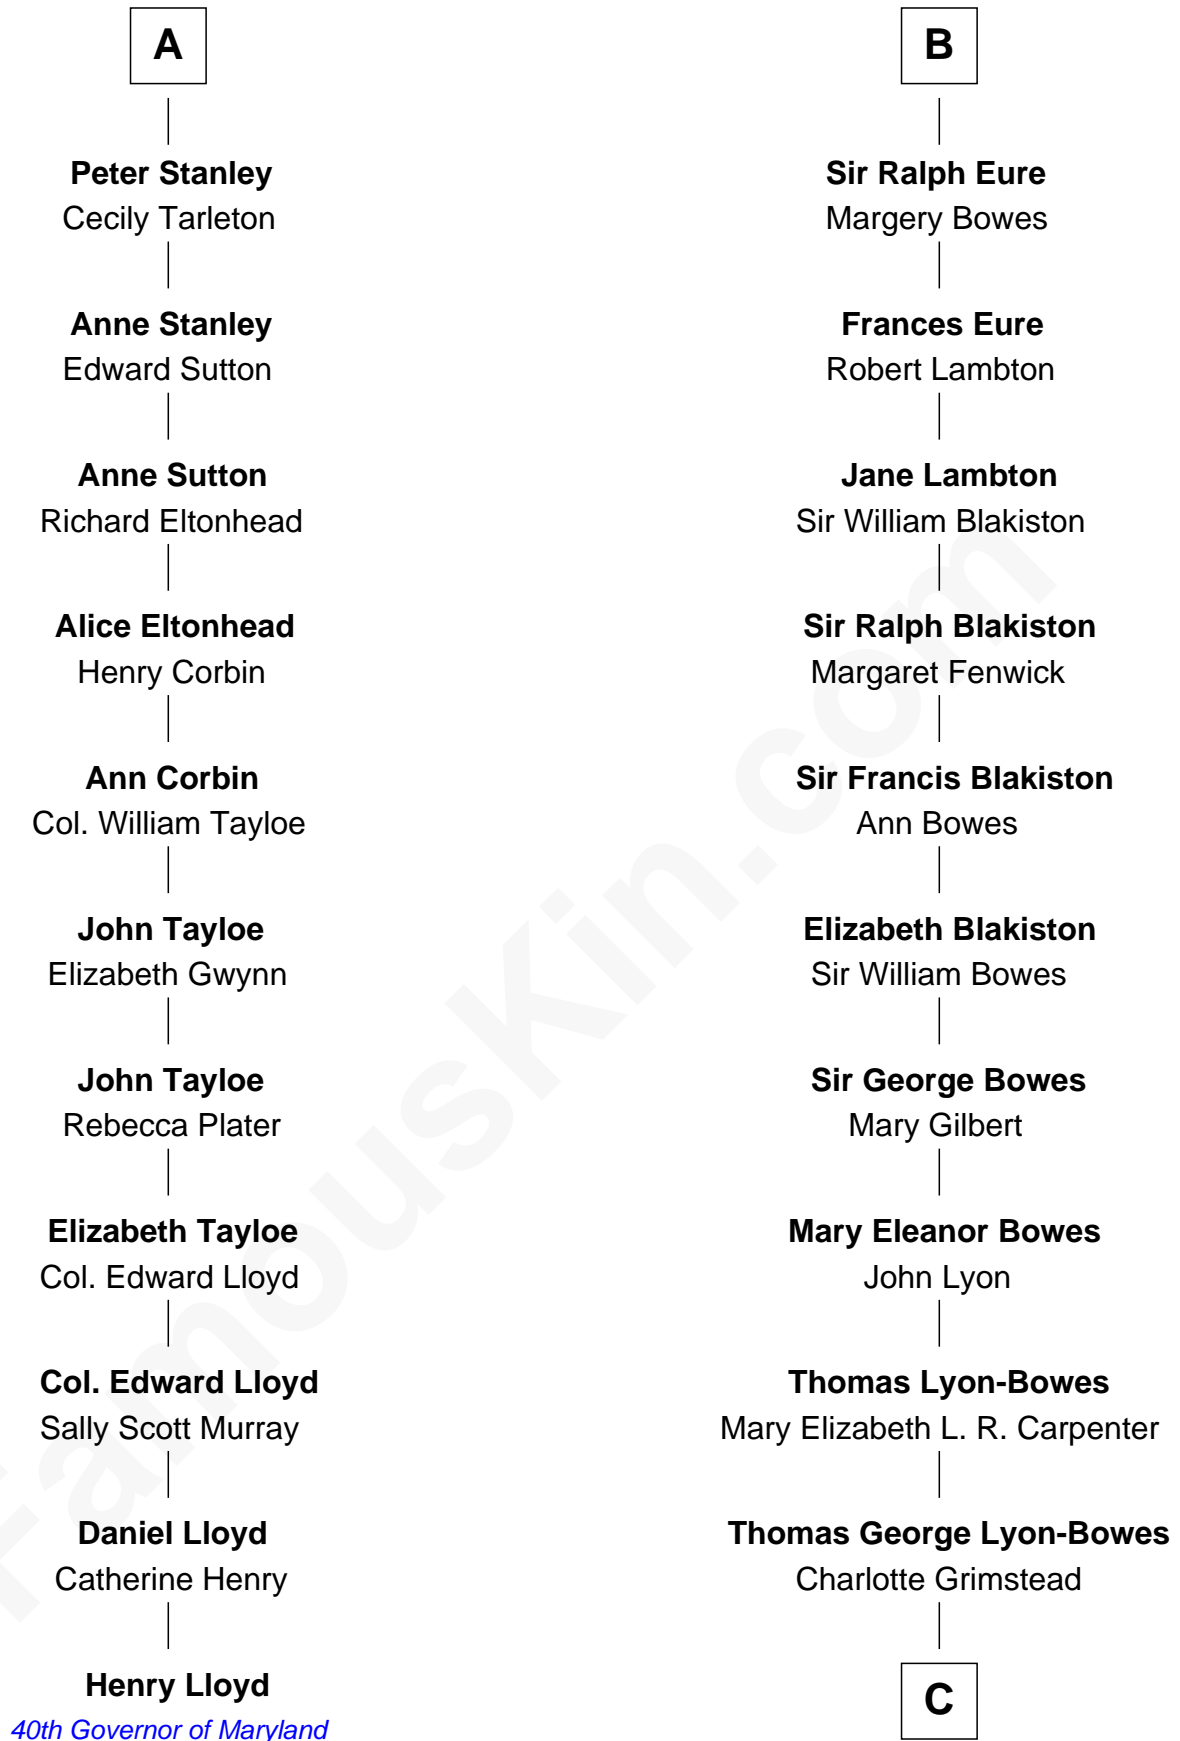 A
Peter Stanley
Cecily Tarleton
Anne Stanley
Edward Sutton
Anne Sutton
Richard Eltonhead
Alice Eltonhead
Henry Corbin
Ann Corbin
Col. William Tayloe
John Tayloe
Elizabeth Gwynn
John Tayloe
Rebecca Plater
Elizabeth Tayloe
Col. Edward Lloyd
Col. Edward Lloyd
Sally Scott Murray
Daniel Lloyd
Catherine Henry
Henry Lloyd
40th Governor of Maryland
B
Sir Ralph Eure
Margery Bowes
Frances Eure
Robert Lambton
Jane Lambton
Sir William Blakiston
Sir Ralph Blakiston
Margaret Fenwick
Sir Francis Blakiston
Ann Bowes
Elizabeth Blakiston
Sir William Bowes
Sir George Bowes
Mary Gilbert
Mary Eleanor Bowes
John Lyon
Thomas Lyon-Bowes
Mary Elizabeth L. R. Carpenter
Thomas George Lyon-Bowes
Charlotte Grimstead
C
FamousKin.com